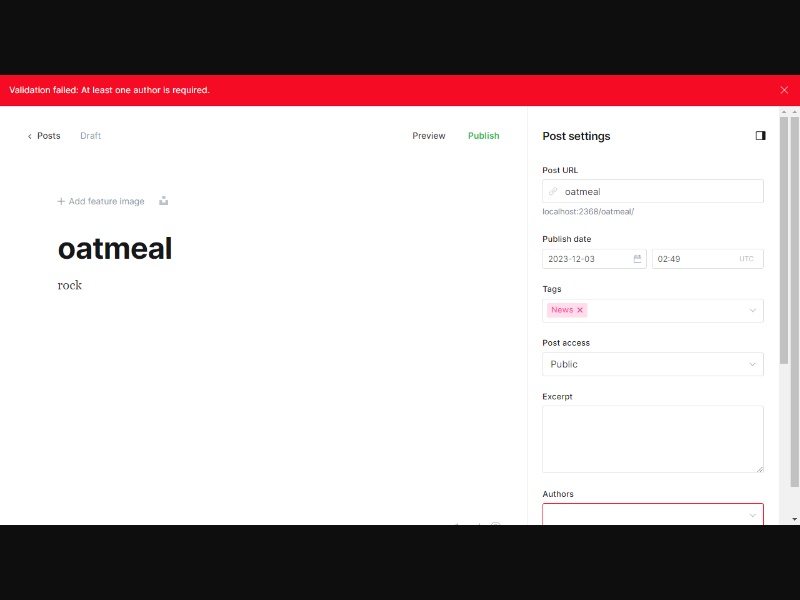 Validation failed: At least one author is required.
Posts
Draft
Preview
Publish
Post settings
Post URL
oatmeal
localhost:2368/oatmeal/
Add feature image
oatmeal
rock
Publish date
2023-12-03
02:49
UTC
Tags
News
Post access
Public
Excerpt
Authors